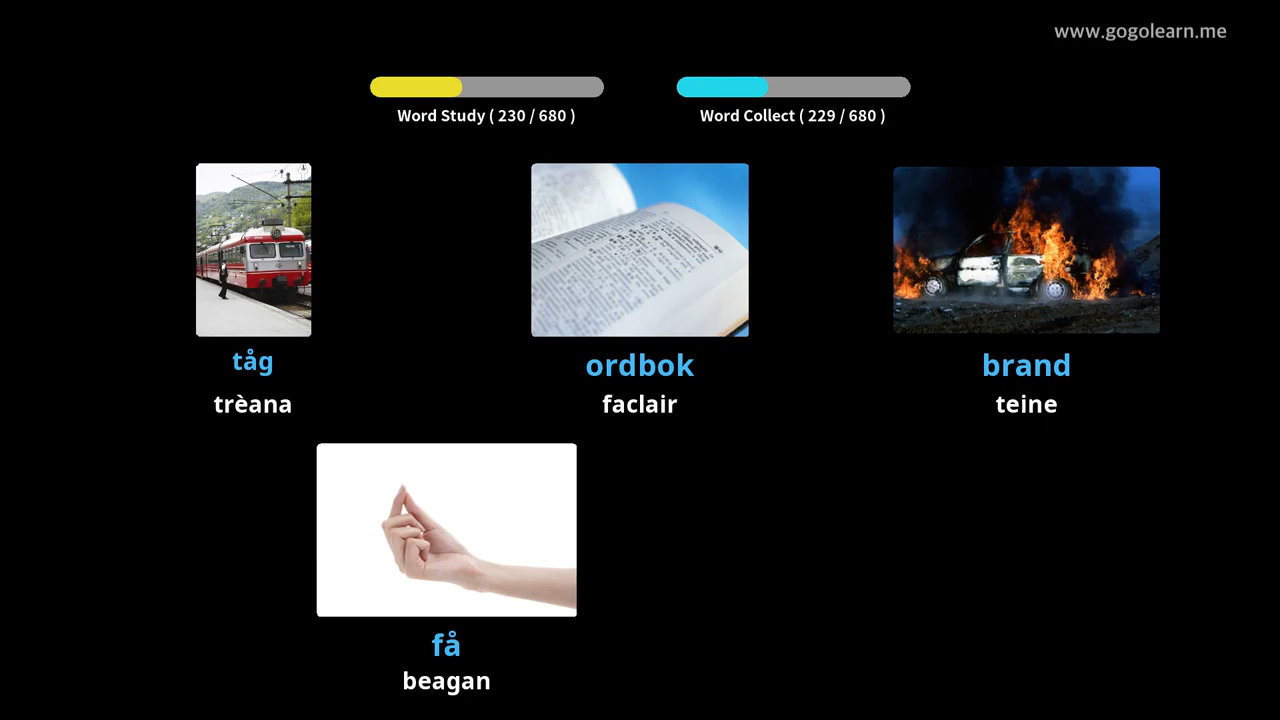 www.gogolearn.me
Word Study ( 230 / 680 )
Word Collect ( 229 / 680 )
tåg
trèana
ordbok
faclair
brand
teine
få
beagan